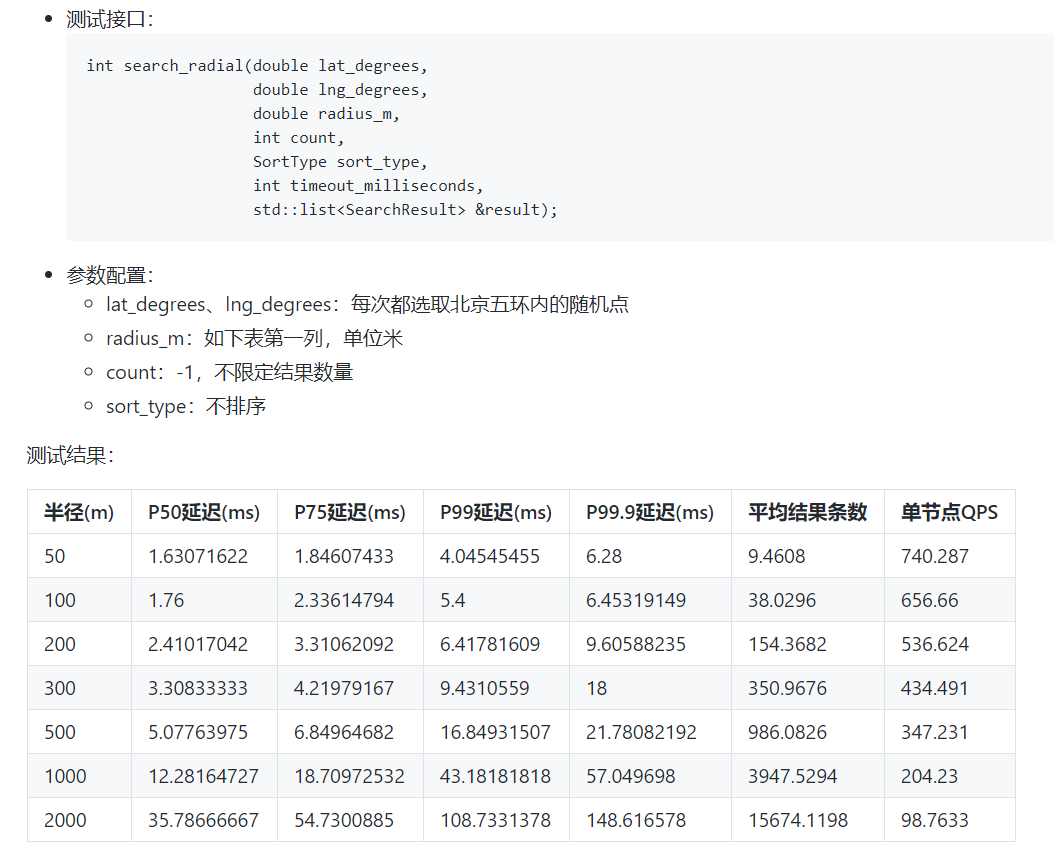 测试接口：
int search_radial(double lat_degrees,
double lng_degrees,
double radius_m,
int count,
SortType sort_type,
int timeout_milliseconds,
std::list<SearchResult> &result);
参数配置：
lat_degrees、lng_degrees：每次都选取北京五环内的随机点
radius_m：如下表第一列，单位米
count：-1，不限定结果数量
sort_type：不排序
测试结果：
半径(m) P50延迟(ms) P75延迟(ms) P99延迟(ms) P99.9延迟(ms) 平均结果条数 单节点QPS
50 1.63071622 1.84607433 4.04545455 6.28 9.4608 740.287
100 1.76 2.33614794 5.4 6.45319149 38.0296 656.66
200 2.41017042 3.31062092 6.41781609 9.60588235 154.3682 536.624
300 3.30833333 4.21979167 9.4310559 18 350.9676 434.491
500 5.07763975 6.84964682 16.84931507 21.78082192 986.0826 347.231
1000 12.28164727 18.70972532 43.18181818 57.049698 3947.5294 204.23
2000 35.78666667 54.7300885 108.7331378 148.616578 15674.1198 98.7633